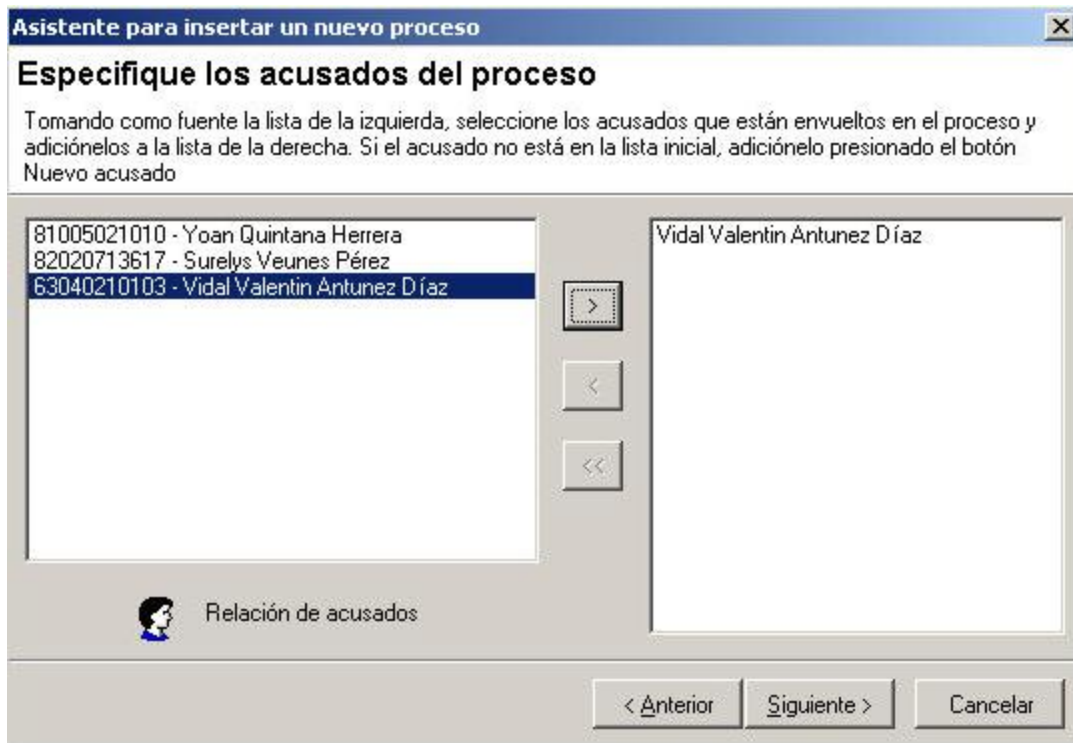 Asistente para insertar un nuevo proceso
Especifique los acusados del proceso
Tomando como fuente la lista de la izquierda, seleccione los acusados que están envueltos en el proceso y
adiciónelos a la lista de la derecha. Si el acusado no está en la lista inicial, adiciónelo presionado el botón
Nuevo acusado
81005021010 - Yoan Quintana Herrera
82020713617 - Surelys Veunes Pérez
63040210103 - Vidal Valentin Antunez Díaz
>
<
<<
Vidal Valentin Antunez Díaz
Relación de acusados
< Anterior
Siguiente >
Cancelar